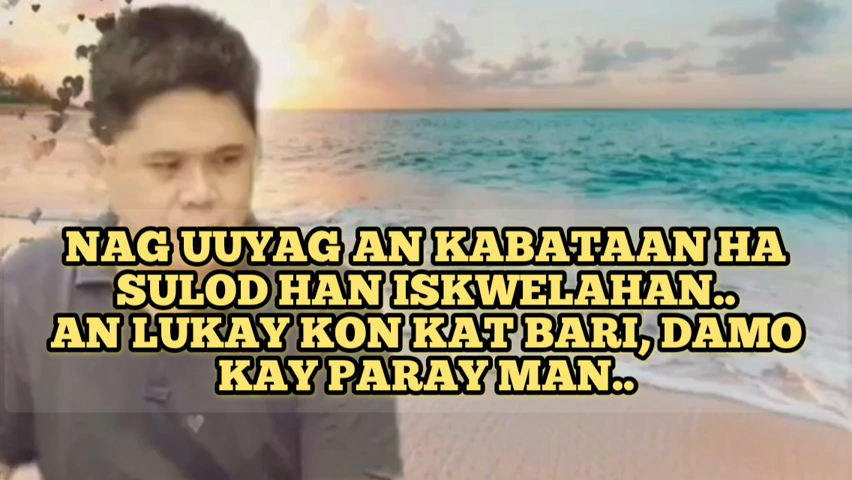 NAG UUYAG AN KABATAAN HA
SULOD HAN ISKWELAHAN..
AN LUKAY KON KAT BARI, DAMO
KAY PARAY MAN..